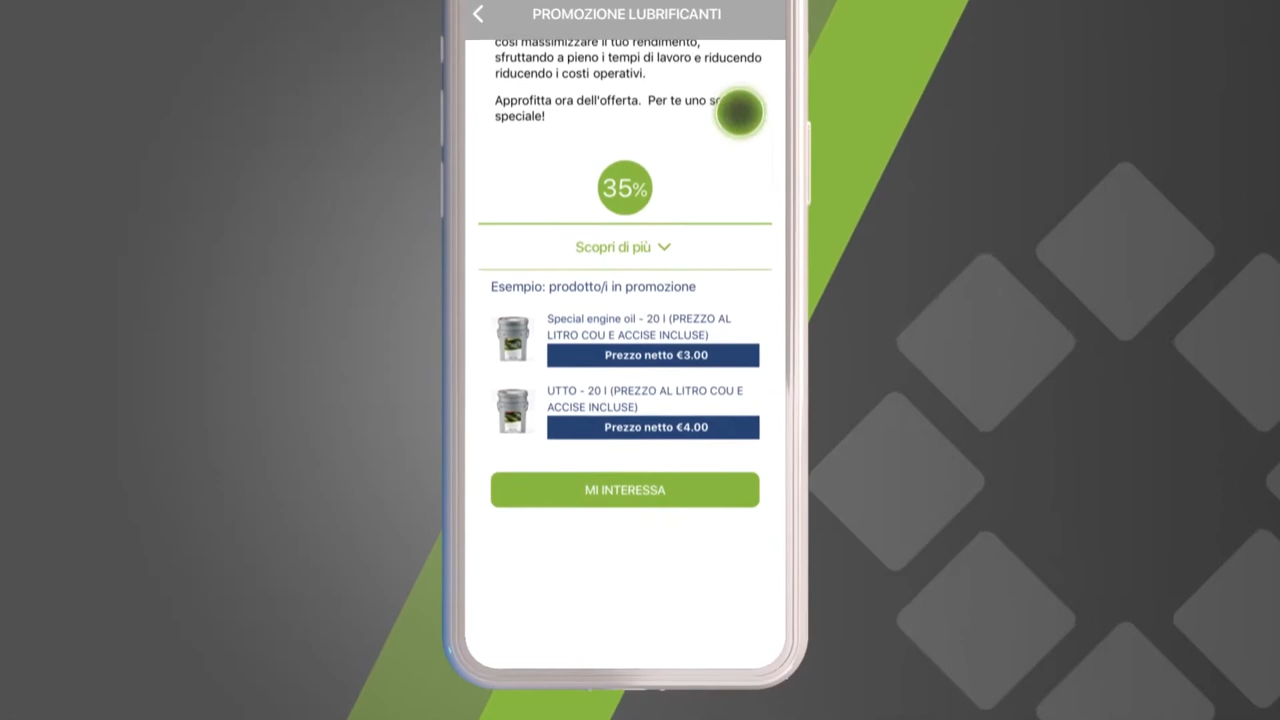 PROMOZIONE LUBRIFICANTI
così massimizzare il tuo rendimento,
sfruttando a pieno i tempi di lavoro e riducendo
riducendo i costi operativi.
Approfitta ora dell'offerta. Per te uno
speciale!
35%
Scopri di più
Esempio: prodotto/i in promozione
Special engine oil - 20 l (PREZZO AL
LITRO COU E ACCISE INCLUSE)
Prezzo netto €3.00
UTTO - 20 l (PREZZO AL LITRO COU E
ACCISE INCLUSE)
Prezzo netto €4.00
MI INTERESSA